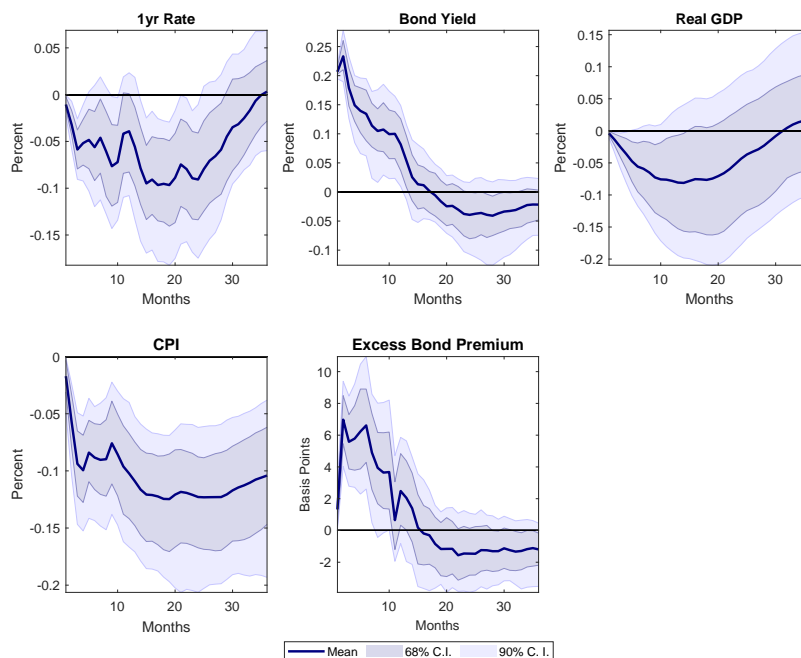 1yr Rate
Bond Yield
Real GDP
0.05
0
-0.05
-0.1
-0.15
Percent
10
20
30
Months
0.25
0.2
0.15
0.1
0.05
0
-0.05
-0.1
Percent
10
20
30
Months
0.15
0.1
0.05
0
-0.05
-0.1
-0.15
-0.2
Percent
10
20
30
Months
CPI
Excess Bond Premium
0
-0.05
-0.1
-0.15
-0.2
Percent
10
20
30
Months
10
8
6
4
2
0
-2
Basis Points
10
20
30
Months
Mean
68% C.I.
90% C. I.